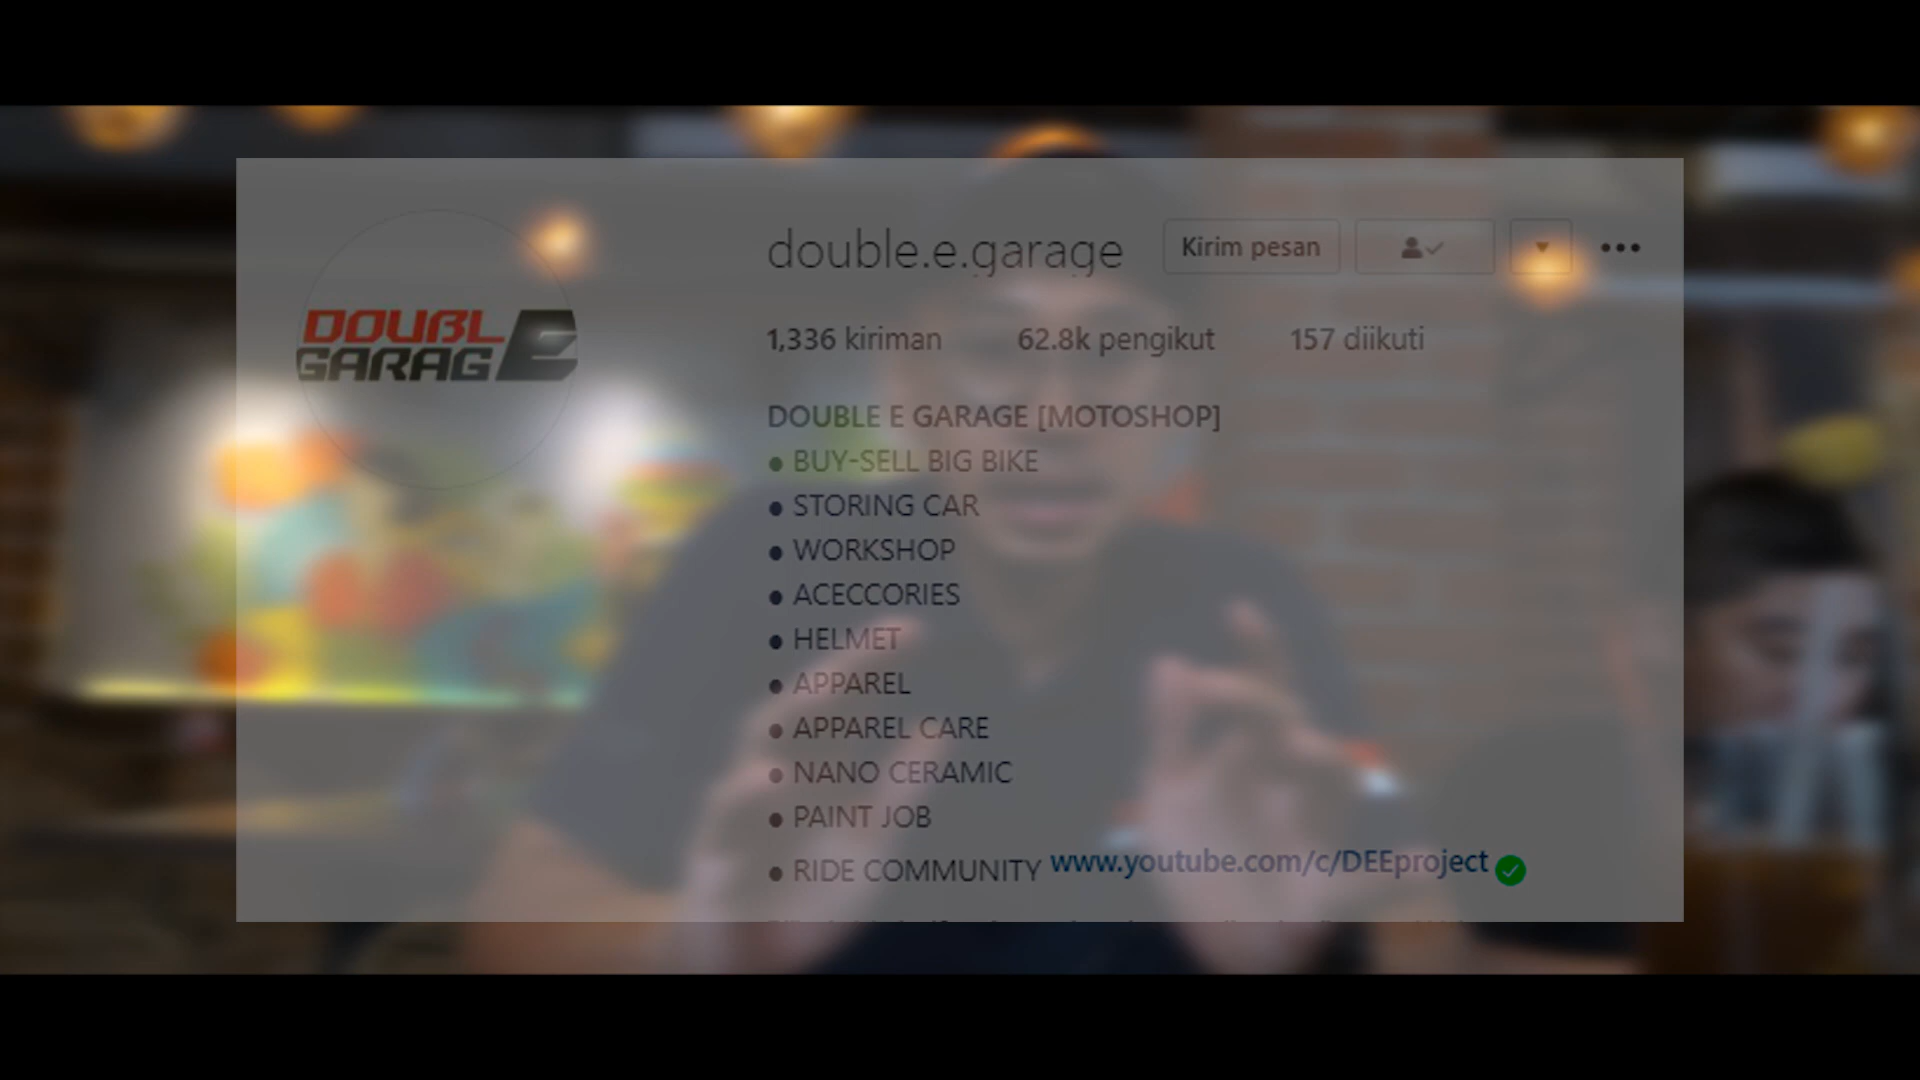 double.e.garage Kirim pesan
DOUBL
GARAGE
1,336 kiriman 62.8k pengikut 157 diikuti
DOUBLE E GARAGE [MOTOSHOP]
● BUY-SELL BIG BIKE
● STORING CAR
● WORKSHOP
● ACECCORIES
● HELMET
● APPAREL
● APPAREL CARE
● NANO CERAMIC
● PAINT JOB
● RIDE COMMUNITY www.youtube.com/c/DEEproject